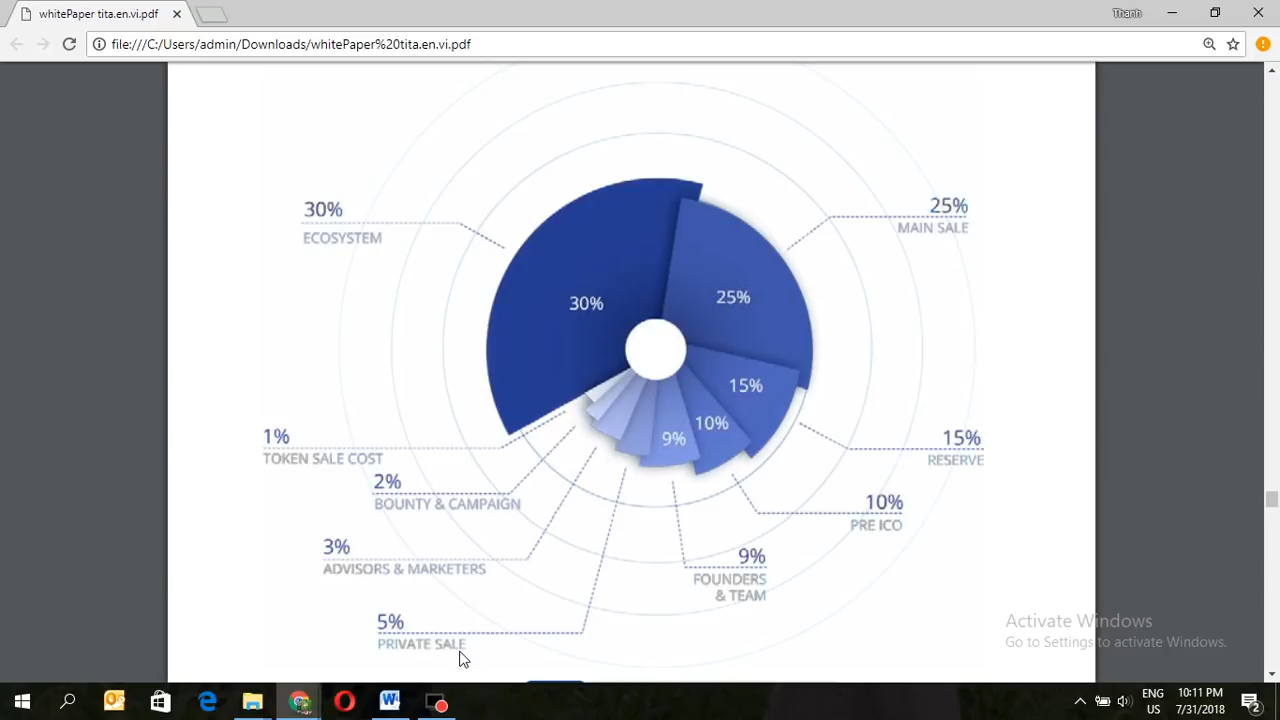 whitePaper tita.en.vi.pdf
Thanh
file:///C:/Users/admin/Downloads/whitePaper%20tita.en.vi.pdf
30%
ECOSYSTEM
25%
MAIN SALE
30%
25%
15%
10%
9%
1%
TOKEN SALE COST
15%
RESERVE
2%
BOUNTY & CAMPAIGN
10%
PRE ICO
3%
ADVISORS & MARKETERS
9%
FOUNDERS
& TEAM
5%
PRIVATE SALE
Activate Windows
Go to Settings to activate Windows.
ENG
US
10:11 PM
7/31/2018
2